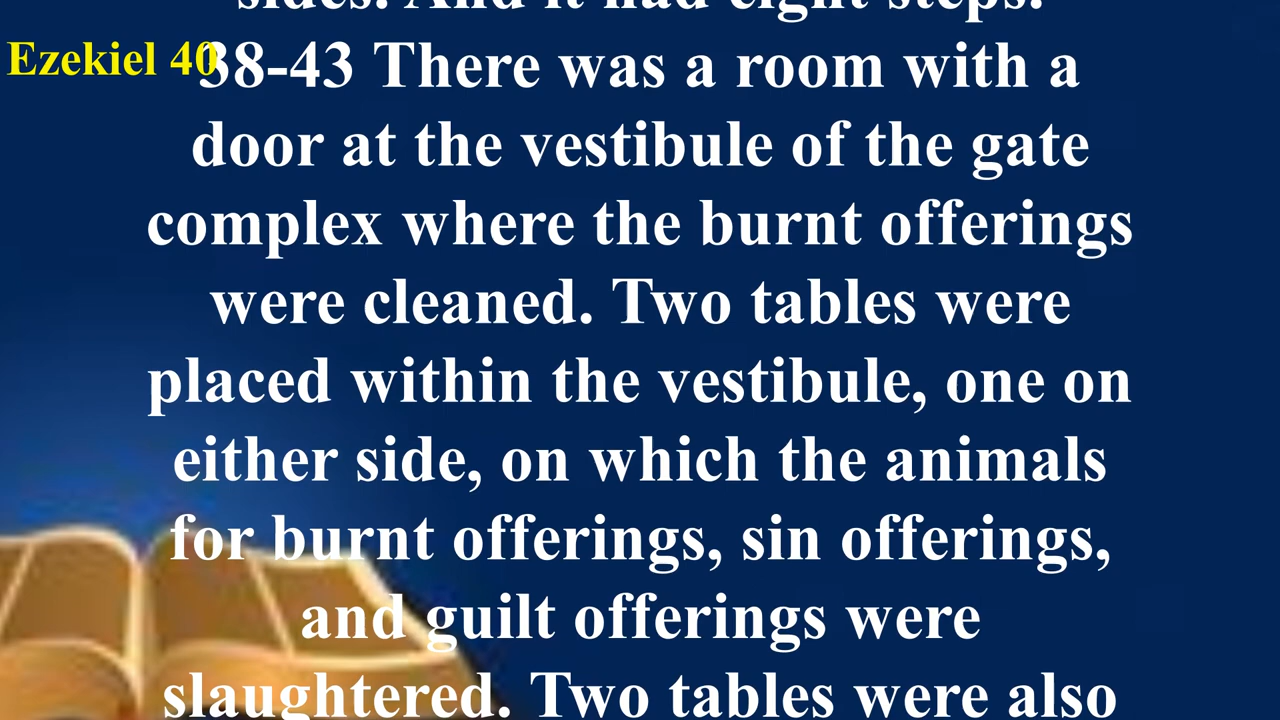 sides. And it had eight steps.
Ezekiel 40
38-43 There was a room with a
door at the vestibule of the gate
complex where the burnt offerings
were cleaned. Two tables were
placed within the vestibule, one on
either side, on which the animals
for burnt offerings, sin offerings,
and guilt offerings were
slaughtered. Two tables were also